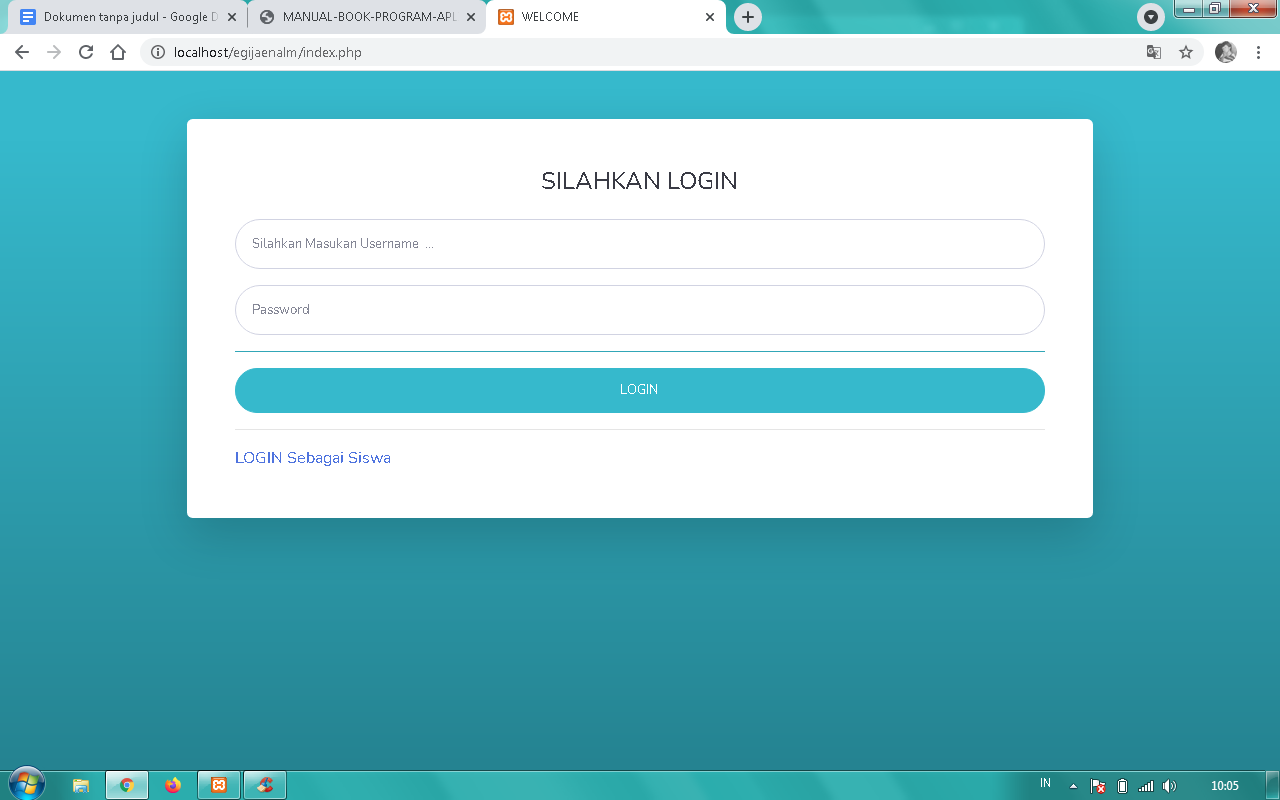 Dokumen tanpa judul - Google D
MANUAL-BOOK-PROGRAM-APL
WELCOME
localhost/egijaenalm/index.php
SILAHKAN LOGIN
Silahkan Masukan Username ...
Password
LOGIN
LOGIN Sebagai Siswa
IN
10:05